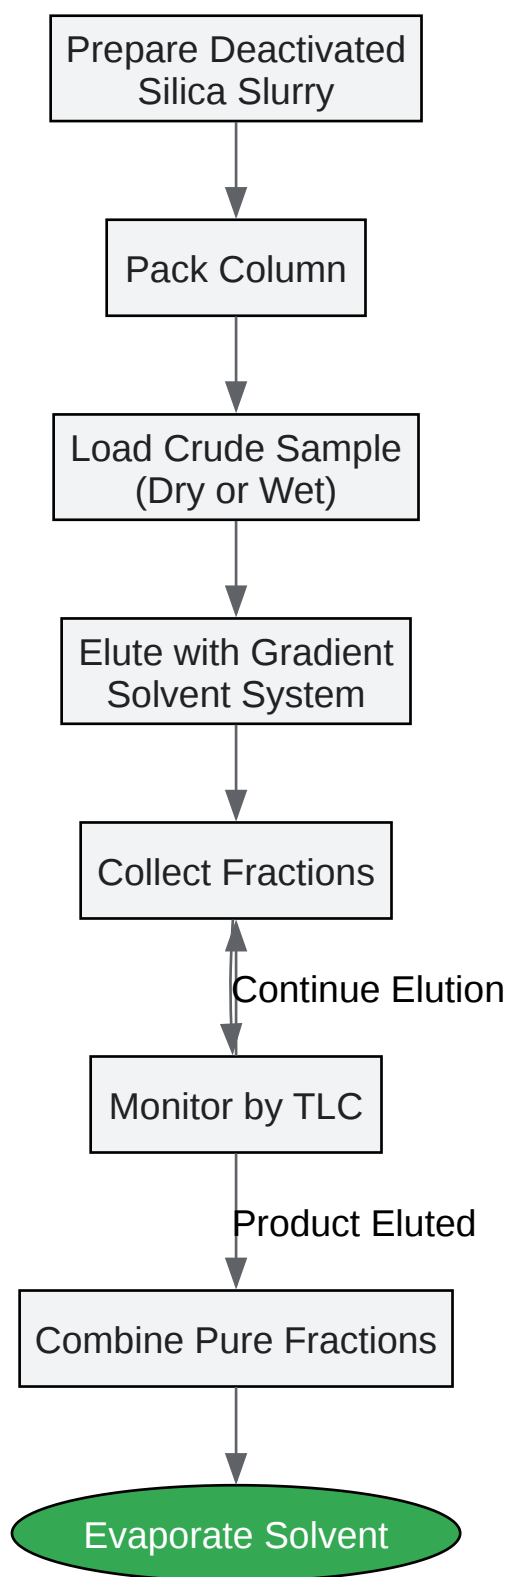 Prepare Deactivated
Silica Slurry
Pack Column
Load Crude Sample
(Dry or Wet)
Elute with Gradient
Solvent System
Collect Fractions
Continue Elution
Monitor by TLC
Product Eluted
Combine Pure Fractions
Evaporate Solvent